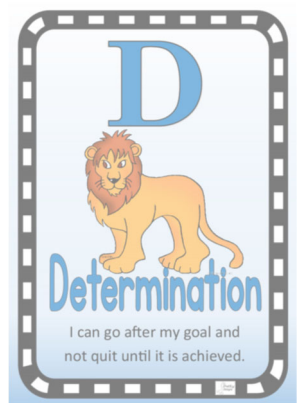 D
Determination
I can go after my goal and
not quit until it is achieved.